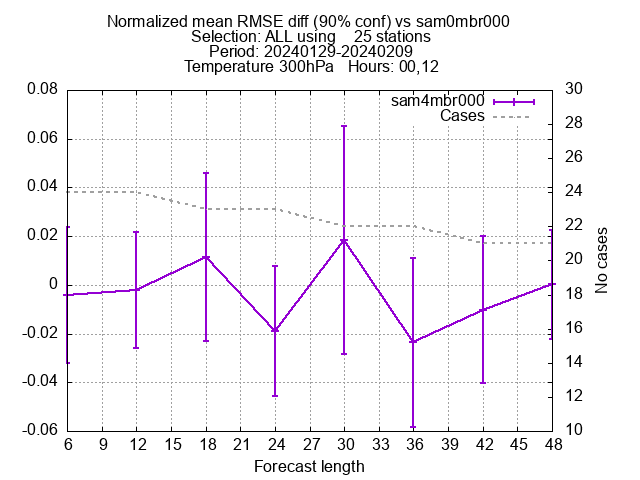 Normalized mean RMSE diff (90% conf) vs sam0mbr000
Selection: ALL using    25 stations
Period: 20240129-20240209
Temperature 300hPa   Hours: 00,12
sam4mbr000
Cases
0.08
0.06
0.04
0.02
0
-0.02
-0.04
-0.06
30
28
26
24
22
20
18
16
14
12
10
No cases
6 12 15 18 21 24 27 30 33 36 39 42 45 48
Forecast length